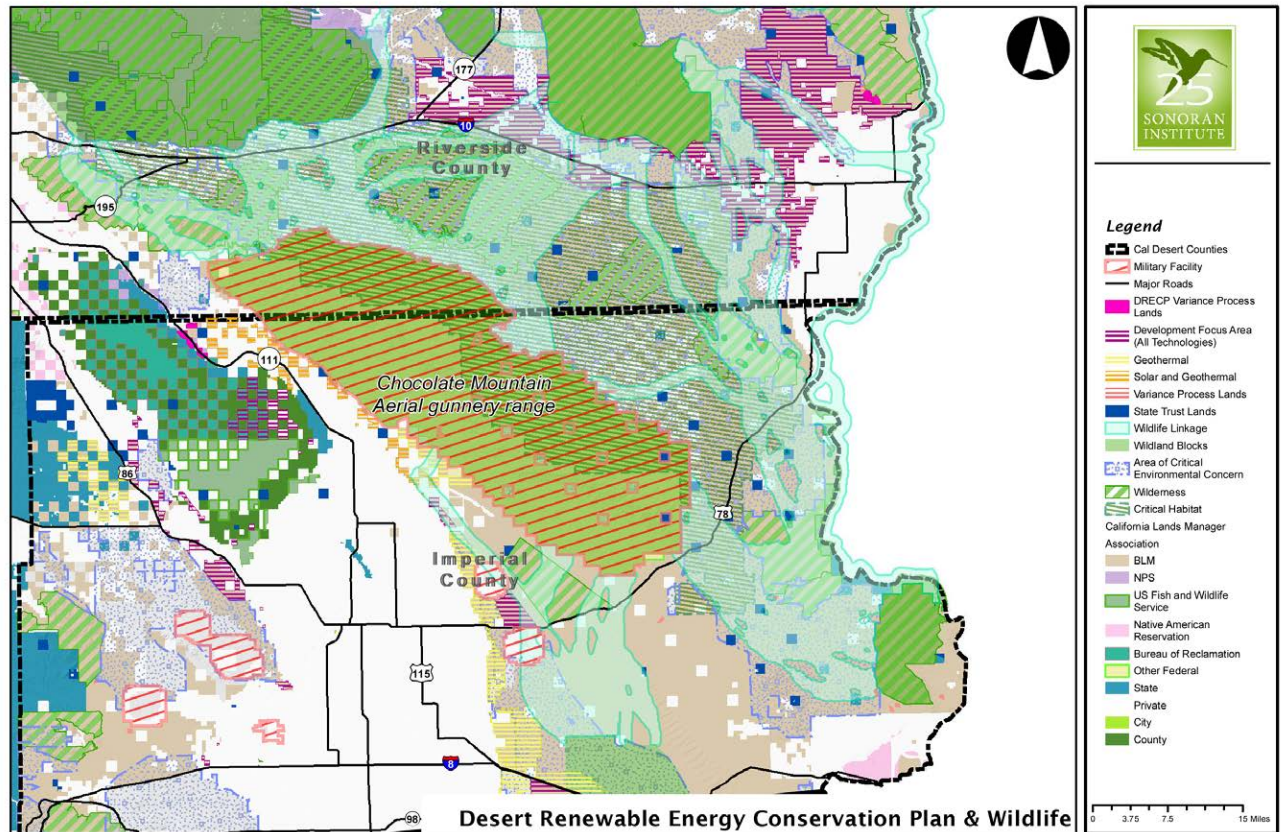 177
10
Riverside
County
195
111
Chocolate Mountain
Aerial gunnery range
86
78
Imperial
County
115
8
98
Desert Renewable Energy Conservation Plan & Wildlife
25
SONORAN
INSTITUTE
Legend
Cal Desert Counties
Military Facility
Major Roads
DRECP Variance Process
Lands
Development Focus Area
(All Technologies)
Geothermal
Solar and Geothermal
Variance Process Lands
State Trust Lands
Wildlife Linkage
Wildland Blocks
Area of Critical
Environmental Concern
Wilderness
Critical Habitat
California Lands Manager
Association
BLM
NPS
US Fish and Wildlife
Service
Native American
Reservation
Bureau of Reclamation
Other Federal
State
Private
City
County
0 3.75 7.5 15 Miles